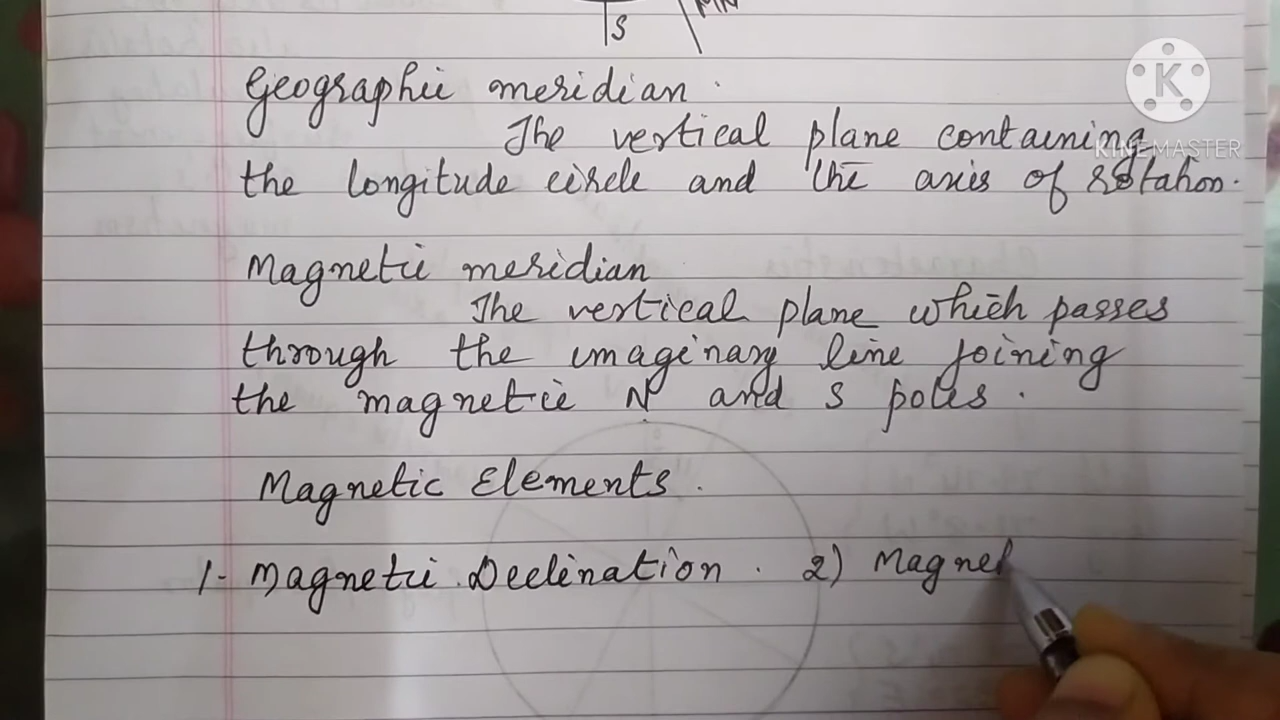 S MN
Geographic meridian.
The vertical plane containing
the longitude circle and the axis of rotation.
Magnetic meridian
The vertical plane which passes
through the imaginary line joining
the magnetic N and S poles.
Magnetic Elements.
1- Magnetic Declination. 2) Magnet
K
KINEMASTER